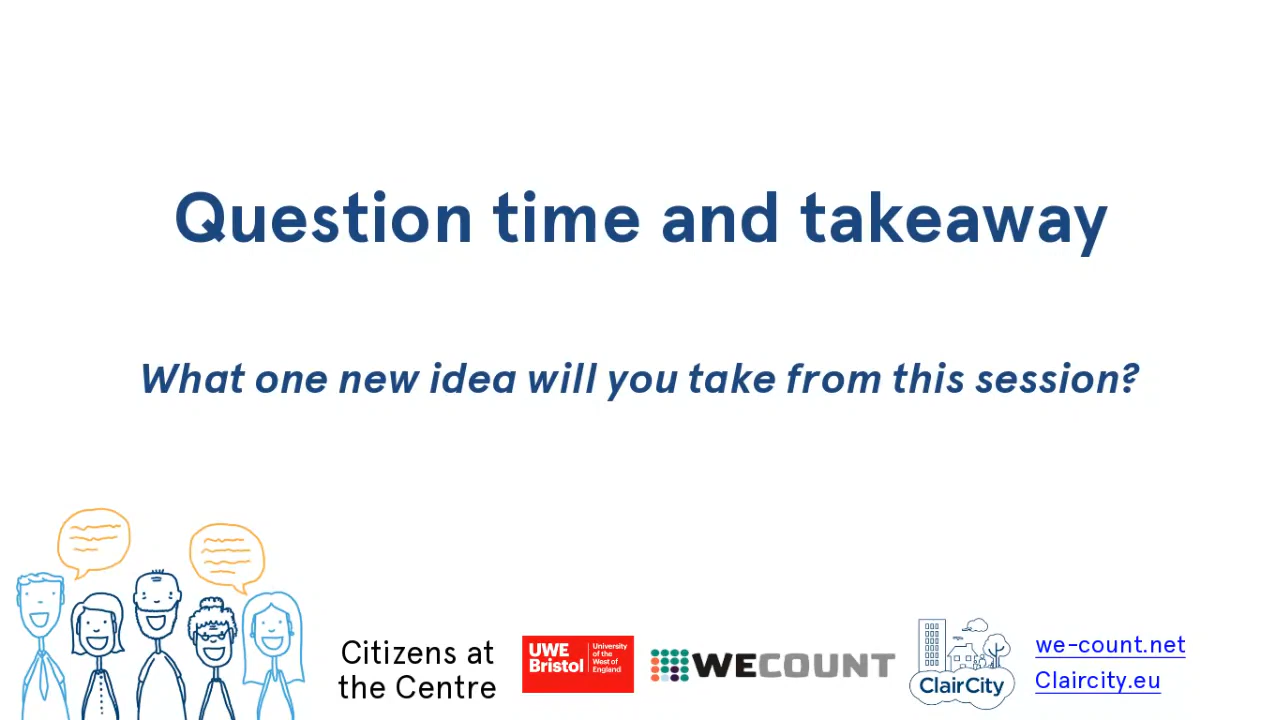 Question time and takeaway
What one new idea will you take from this session?
Citizens at
the Centre
UWE
Bristol
University
of the
West of
England
WECOUNT
ClairCity
we-count.net
Claircity.eu